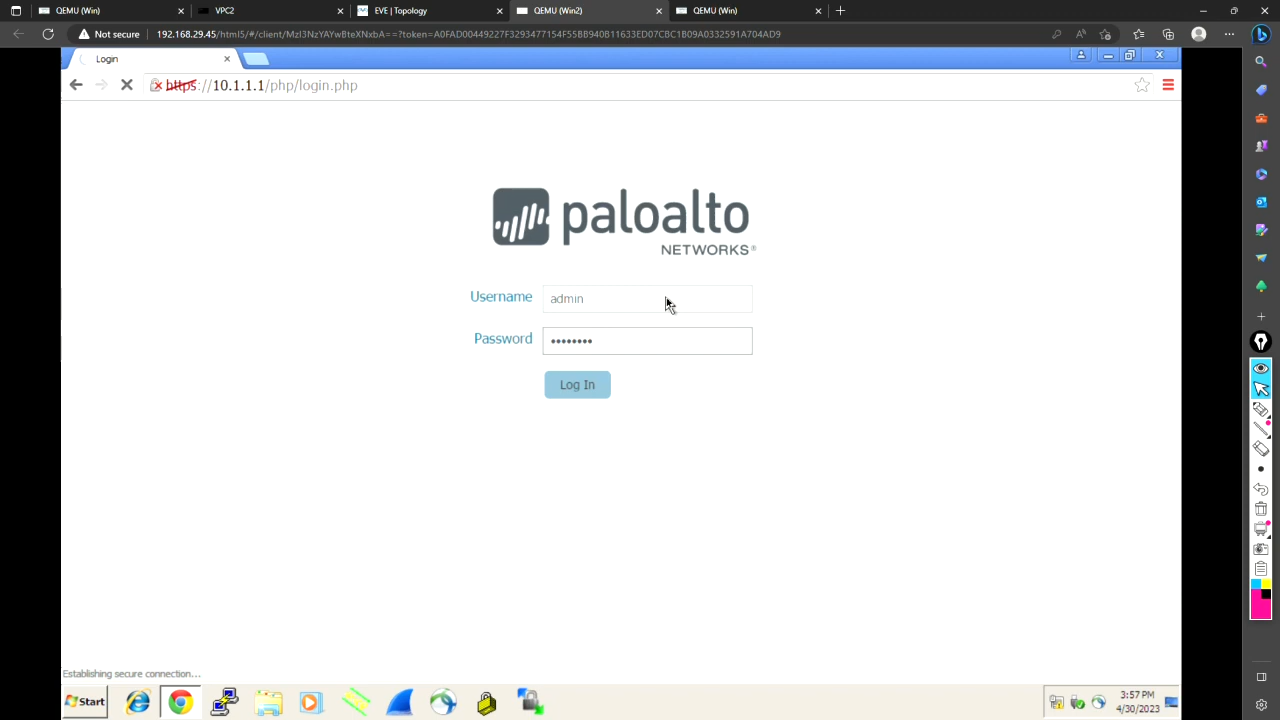 QEMU (Win)
VPC2
EVE | Topology
QEMU (Win2)
QEMU (Win)
Not secure
192.168.29.45/html5/#/client/MzI3NzYAYwBteXNxbA==?token=A0FAD00449227F3293477154F55BB940B11633ED07CBC1B09A0332591A704AD9
Login
https://10.1.1.1/php/login.php
paloalto
NETWORKS®
Username
admin
Password
••••••••
Log In
Establishing secure connection...
Start
3:57 PM
4/30/2023